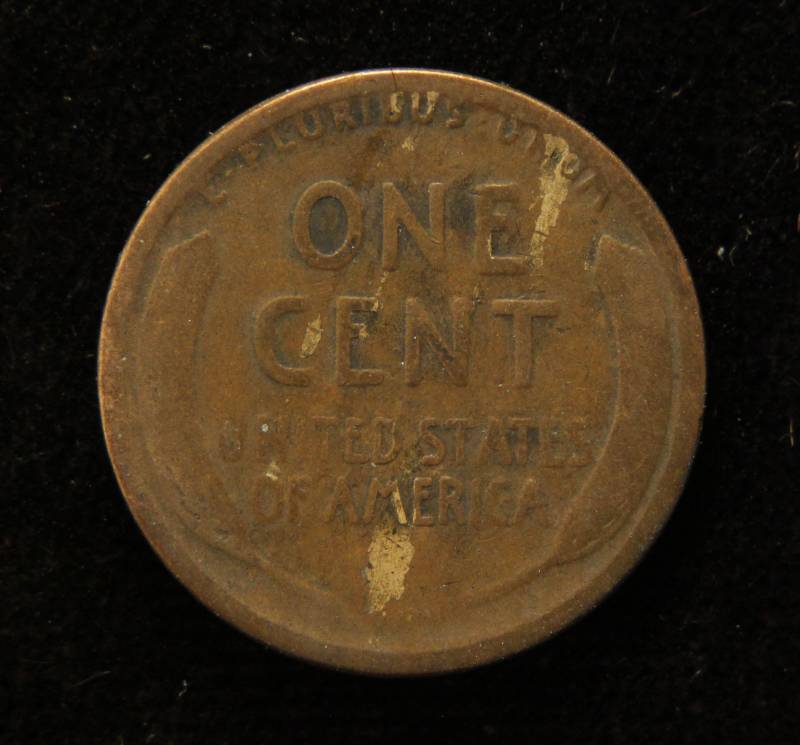 E · PLURIBUS · UNUM
ONE
CENT
UNITED STATES
OF AMERICA